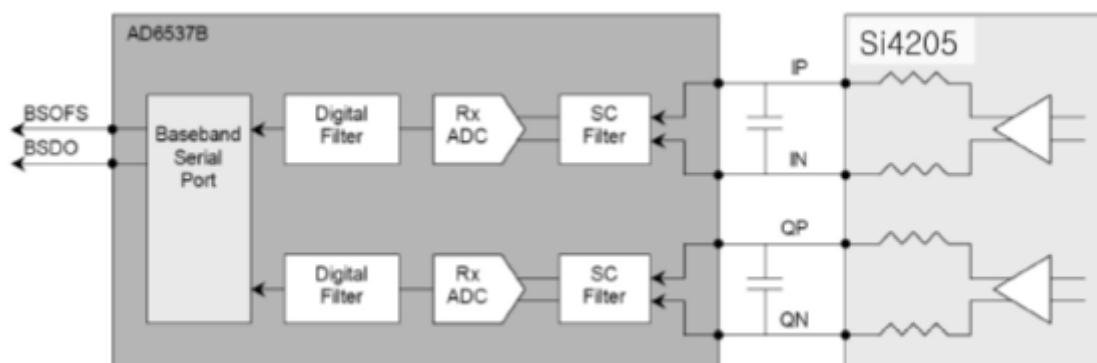 AD6537B
Si4205
BSOFS
BSDO
Baseband
Serial
Port
Digital
Filter
Rx
ADC
SC
Filter
IP
IN
Digital
Filter
Rx
ADC
SC
Filter
QP
QN